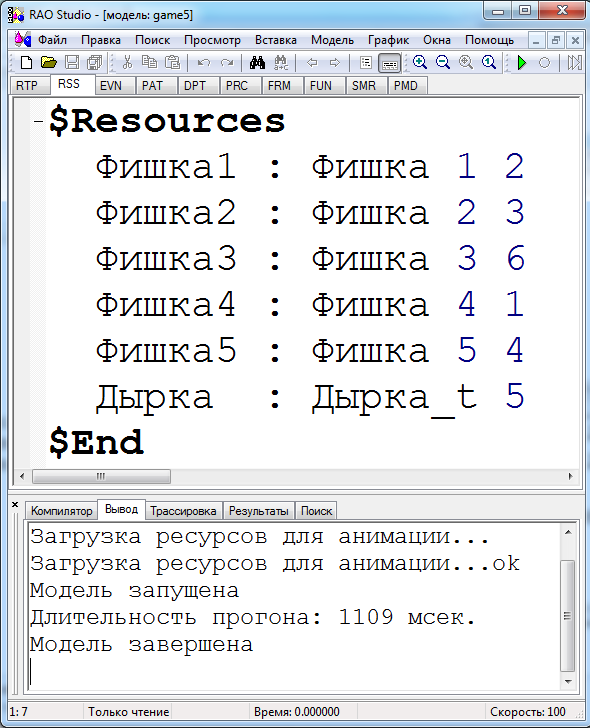 RAO Studio - [модель: game5]
Файл Правка Поиск Просмотр Вставка Модель График Окна Помощь
RTP RSS EVN PAT DPT PRC FRM FUN SMR PMD
$Resources
Фишка1 : Фишка 1 2
Фишка2 : Фишка 2 3
Фишка3 : Фишка 3 6
Фишка4 : Фишка 4 1
Фишка5 : Фишка 5 4
Дырка : Дырка_t 5
$End
Компилятор Вывод Трассировка Результаты Поиск
Загрузка ресурсов для анимации...
Загрузка ресурсов для анимации...ok
Модель запущена
Длительность прогона: 1109 мсек.
Модель завершена
1: 7 Только чтение Время: 0.000000 Скорость: 100